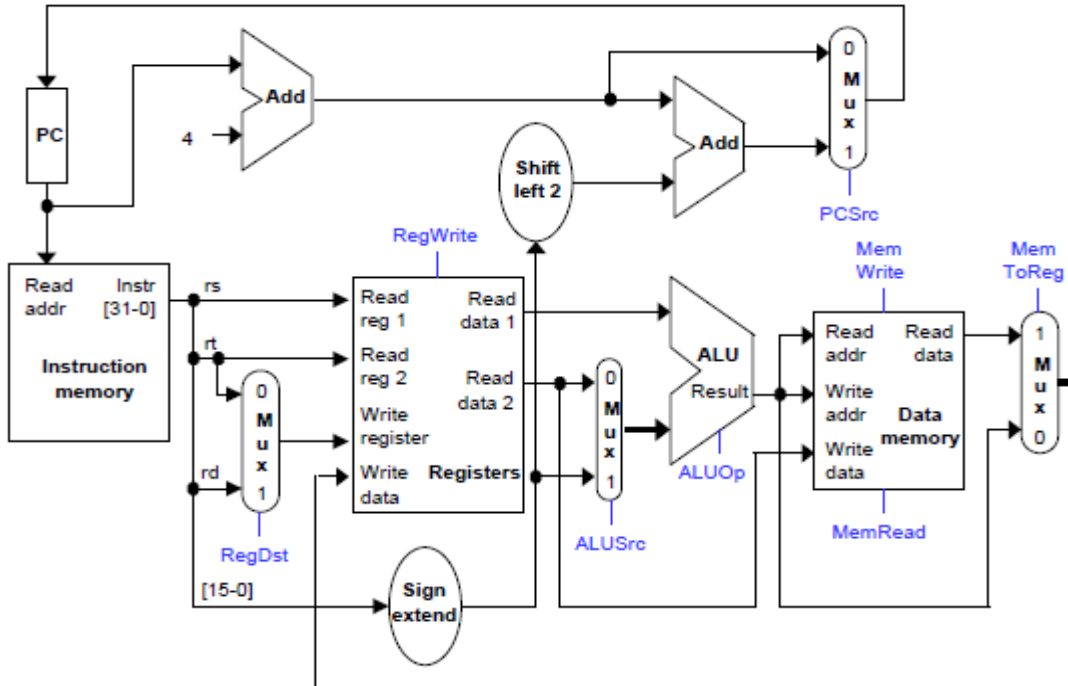 PC
4
Add
Add
0
M
u
x
1
PCSrc
Shift
left 2
RegWrite
Read
addr
Instr
[31-0]
Instruction
memory
rs
rt
rd
[15-0]
0
M
u
x
1
RegDst
Read
reg 1
Read
reg 2
Write
register
Write
data
Read
data 1
Read
data 2
Registers
Sign
extend
0
M
u
x
1
ALUSrc
ALU
Result
ALUOp
Mem
Write
Read
addr
Write
addr
Write
data
Read
data
Data
memory
MemRead
Mem
ToReg
1
M
u
x
0